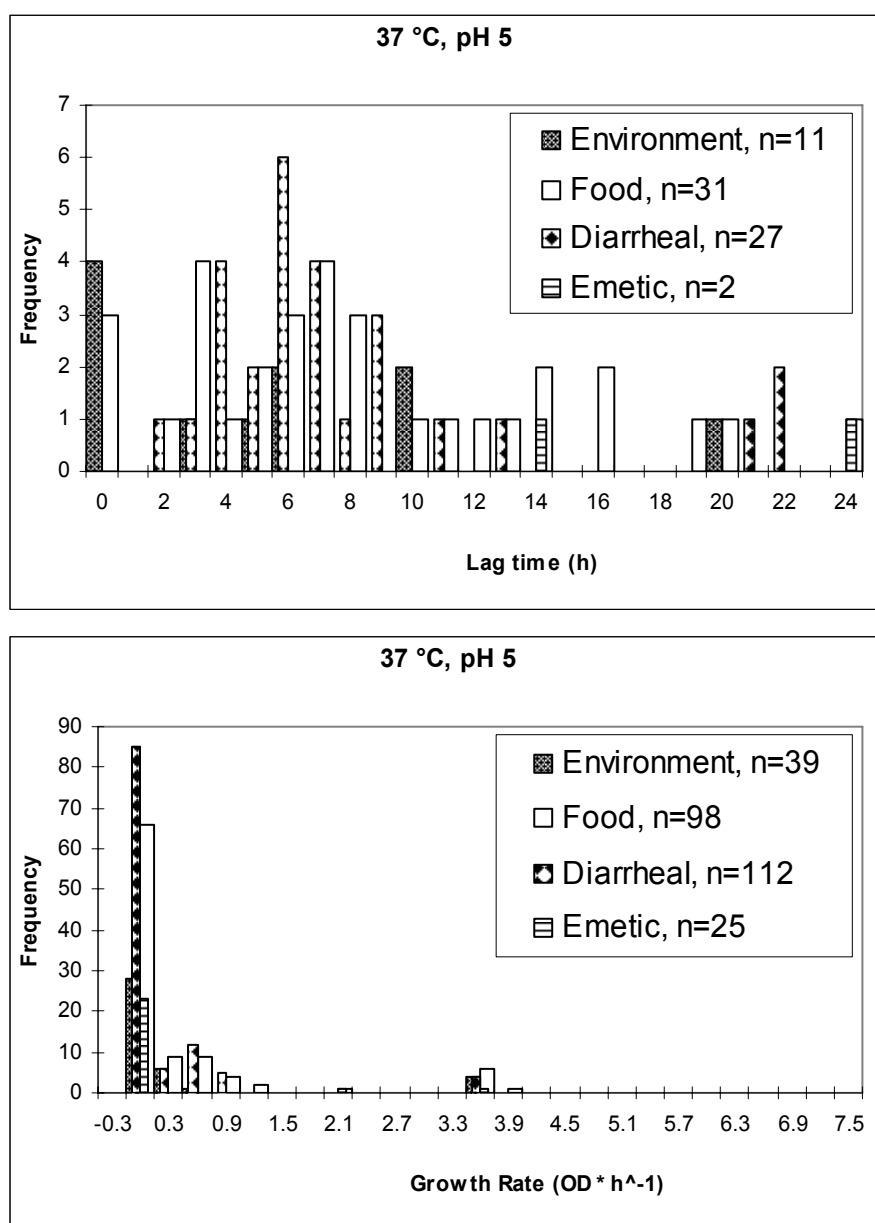 37 °C, pH 5
7
6
5
4
3
2
1
0
Frequency
Environment, n=11
Food, n=31
Diarrheal, n=27
Emetic, n=2
0 2 4 6 8 10 12 14 16 18 20 22 24
Lag time (h)
37 °C, pH 5
90
80
70
60
50
40
30
20
10
0
Frequency
Environment, n=39
Food, n=98
Diarrheal, n=112
Emetic, n=25
-0.3 0.3 0.9 1.5 2.1 2.7 3.3 3.9 4.5 5.1 5.7 6.3 6.9 7.5
Growth Rate (OD * h^-1)